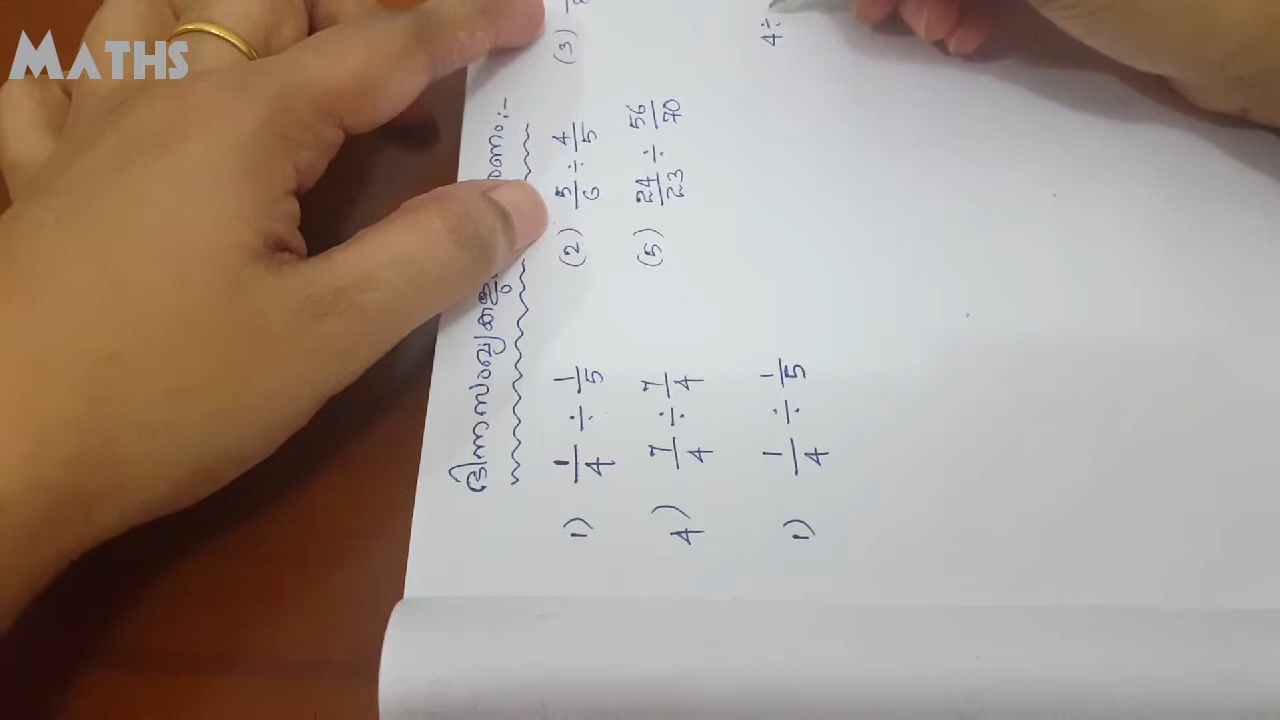 MATHS
ഭിന്നസംഖ്യകളു
1) 1/4 ÷ 1/5 (2) 5/6 ÷ 4/5 (3)
4) 7/4 ÷ 7/4 (5) 24/23 ÷ 56/70
1) 1/4 ÷ 1/5 4÷